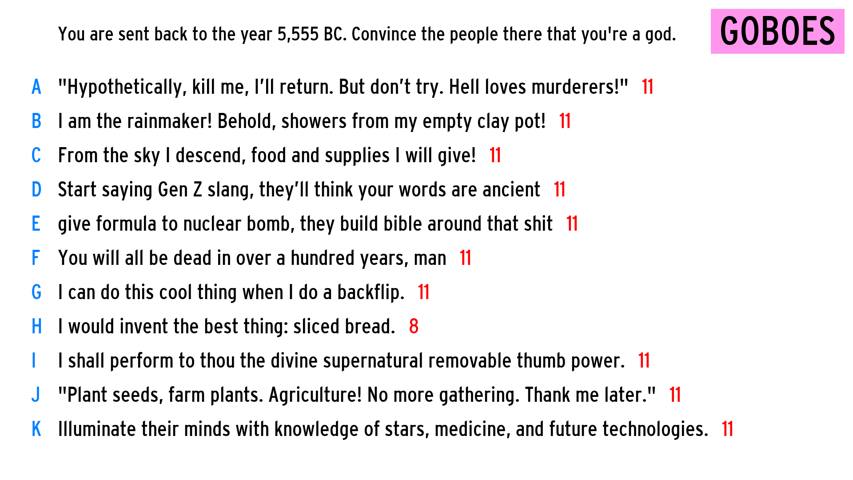 You are sent back to the year 5,555 BC. Convince the people there that you're a god.
GOBOES
A "Hypothetically, kill me, I'll return. But don't try. Hell loves murderers!" 11
B I am the rainmaker! Behold, showers from my empty clay pot! 11
C From the sky I descend, food and supplies I will give! 11
D Start saying Gen Z slang, they'll think your words are ancient 11
E give formula to nuclear bomb, they build bible around that shit 11
F You will all be dead in over a hundred years, man 11
G I can do this cool thing when I do a backflip. 11
H I would invent the best thing: sliced bread. 8
I I shall perform to thou the divine supernatural removable thumb power. 11
J "Plant seeds, farm plants. Agriculture! No more gathering. Thank me later." 11
K Illuminate their minds with knowledge of stars, medicine, and future technologies. 11